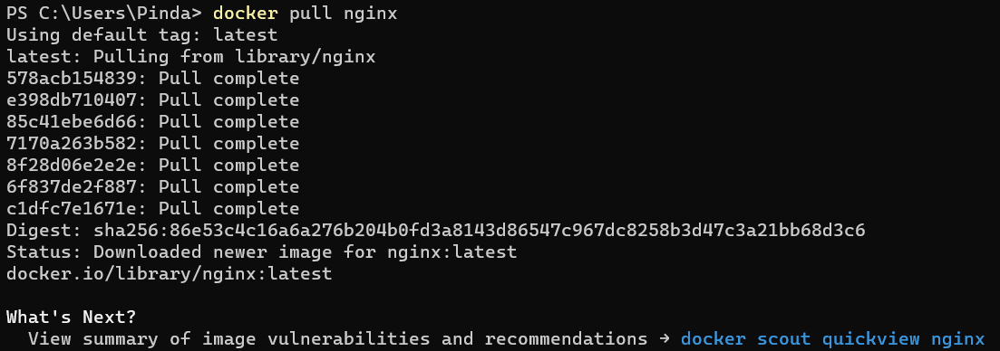 PS C:\Users\Pinda> docker pull nginx
Using default tag: latest
latest: Pulling from library/nginx
578acb154839: Pull complete
e398db710407: Pull complete
85c41ebe6d66: Pull complete
7170a263b582: Pull complete
8f28d06e2e2e: Pull complete
6f837de2f887: Pull complete
c1dfc7e1671e: Pull complete
Digest: sha256:86e53c4c16a6a276b204b0fd3a8143d86547c967dc8258b3d47c3a21bb68d3c6
Status: Downloaded newer image for nginx:latest
docker.io/library/nginx:latest
What's Next?
View summary of image vulnerabilities and recommendations → docker scout quickview nginx